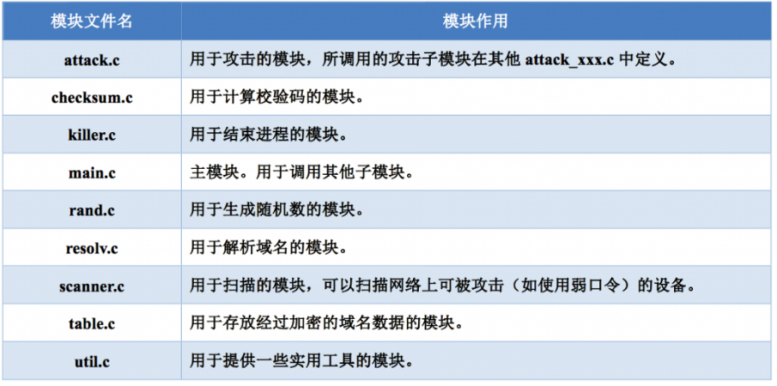 模块文件名 模块作用
attack.c 用于攻击的模块，所调用的攻击子模块在其他 attack_xxx.c 中定义。
checksum.c 用于计算校验码的模块。
killer.c 用于结束进程的模块。
main.c 主模块。用于调用其他子模块。
rand.c 用于生成随机数的模块。
resolv.c 用于解析域名的模块。
scanner.c 用于扫描的模块，可以扫描网络上可被攻击（如使用弱口令）的设备。
table.c 用于存放经过加密的域名数据的模块。
util.c 用于提供一些实用工具的模块。